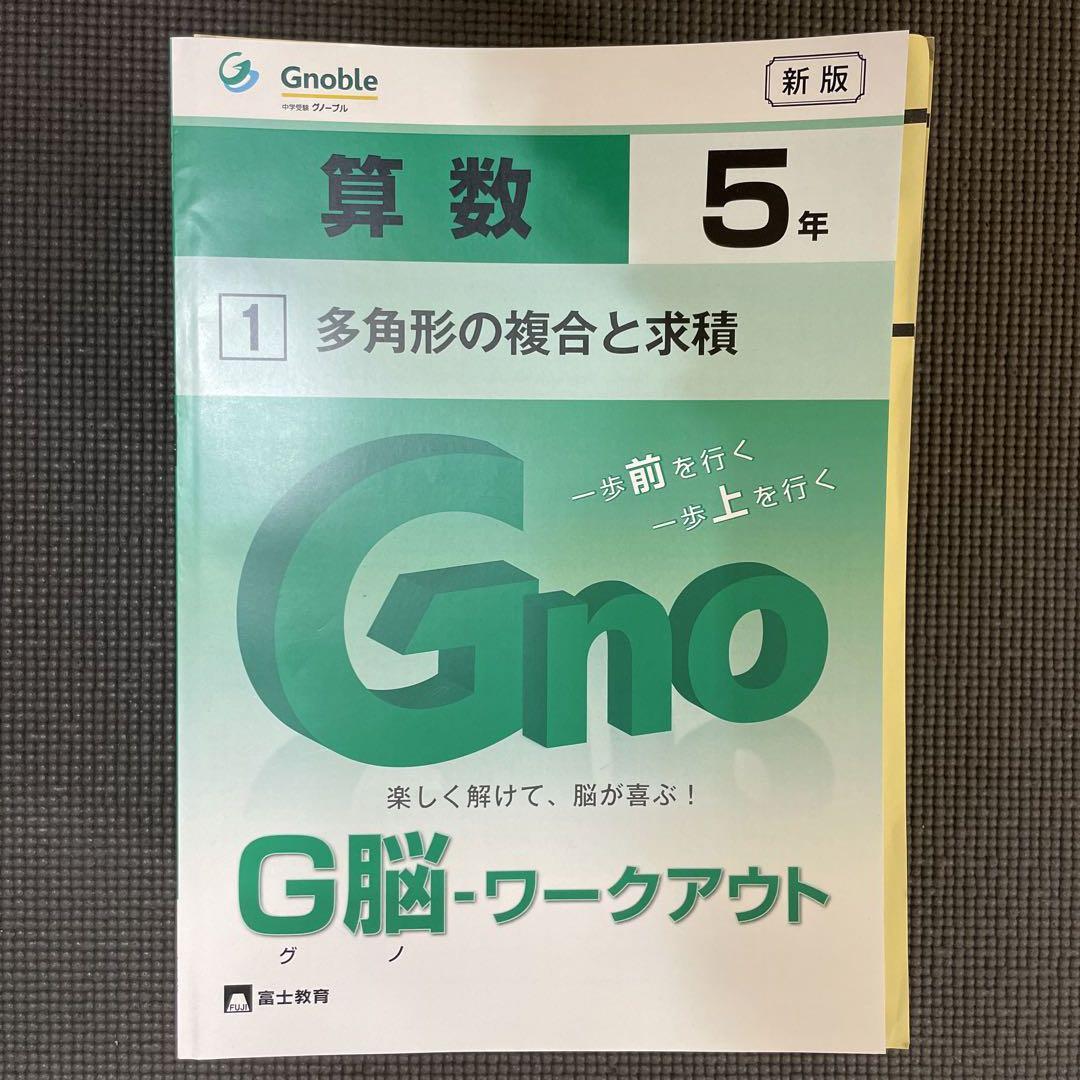 Gnoble
中学受験 グノーブル
新版
算数
5年
1 多角形の複合と求積
一歩前を行く
一歩上を行く
Gno
楽しく解けて、脳が喜ぶ！
G脳-ワークアウト
グ ノ
FUJI 富士教育